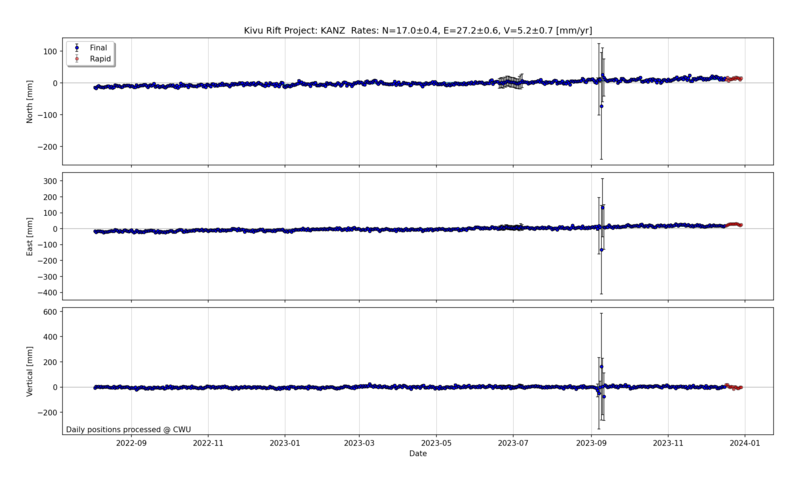 Kivu Rift Project: KANZ  Rates: N=17.0±0.4, E=27.2±0.6, V=5.2±0.7 [mm/yr]
Final
Rapid
North [mm]
100
0
−100
−200
East [mm]
300
200
100
0
−100
−200
−300
−400
Vertical [mm]
600
400
200
0
−200
Daily positions processed @ CWU
2022-09 2022-11 2023-01 2023-03 2023-05 2023-07 2023-09 2023-11 2024-01
Date